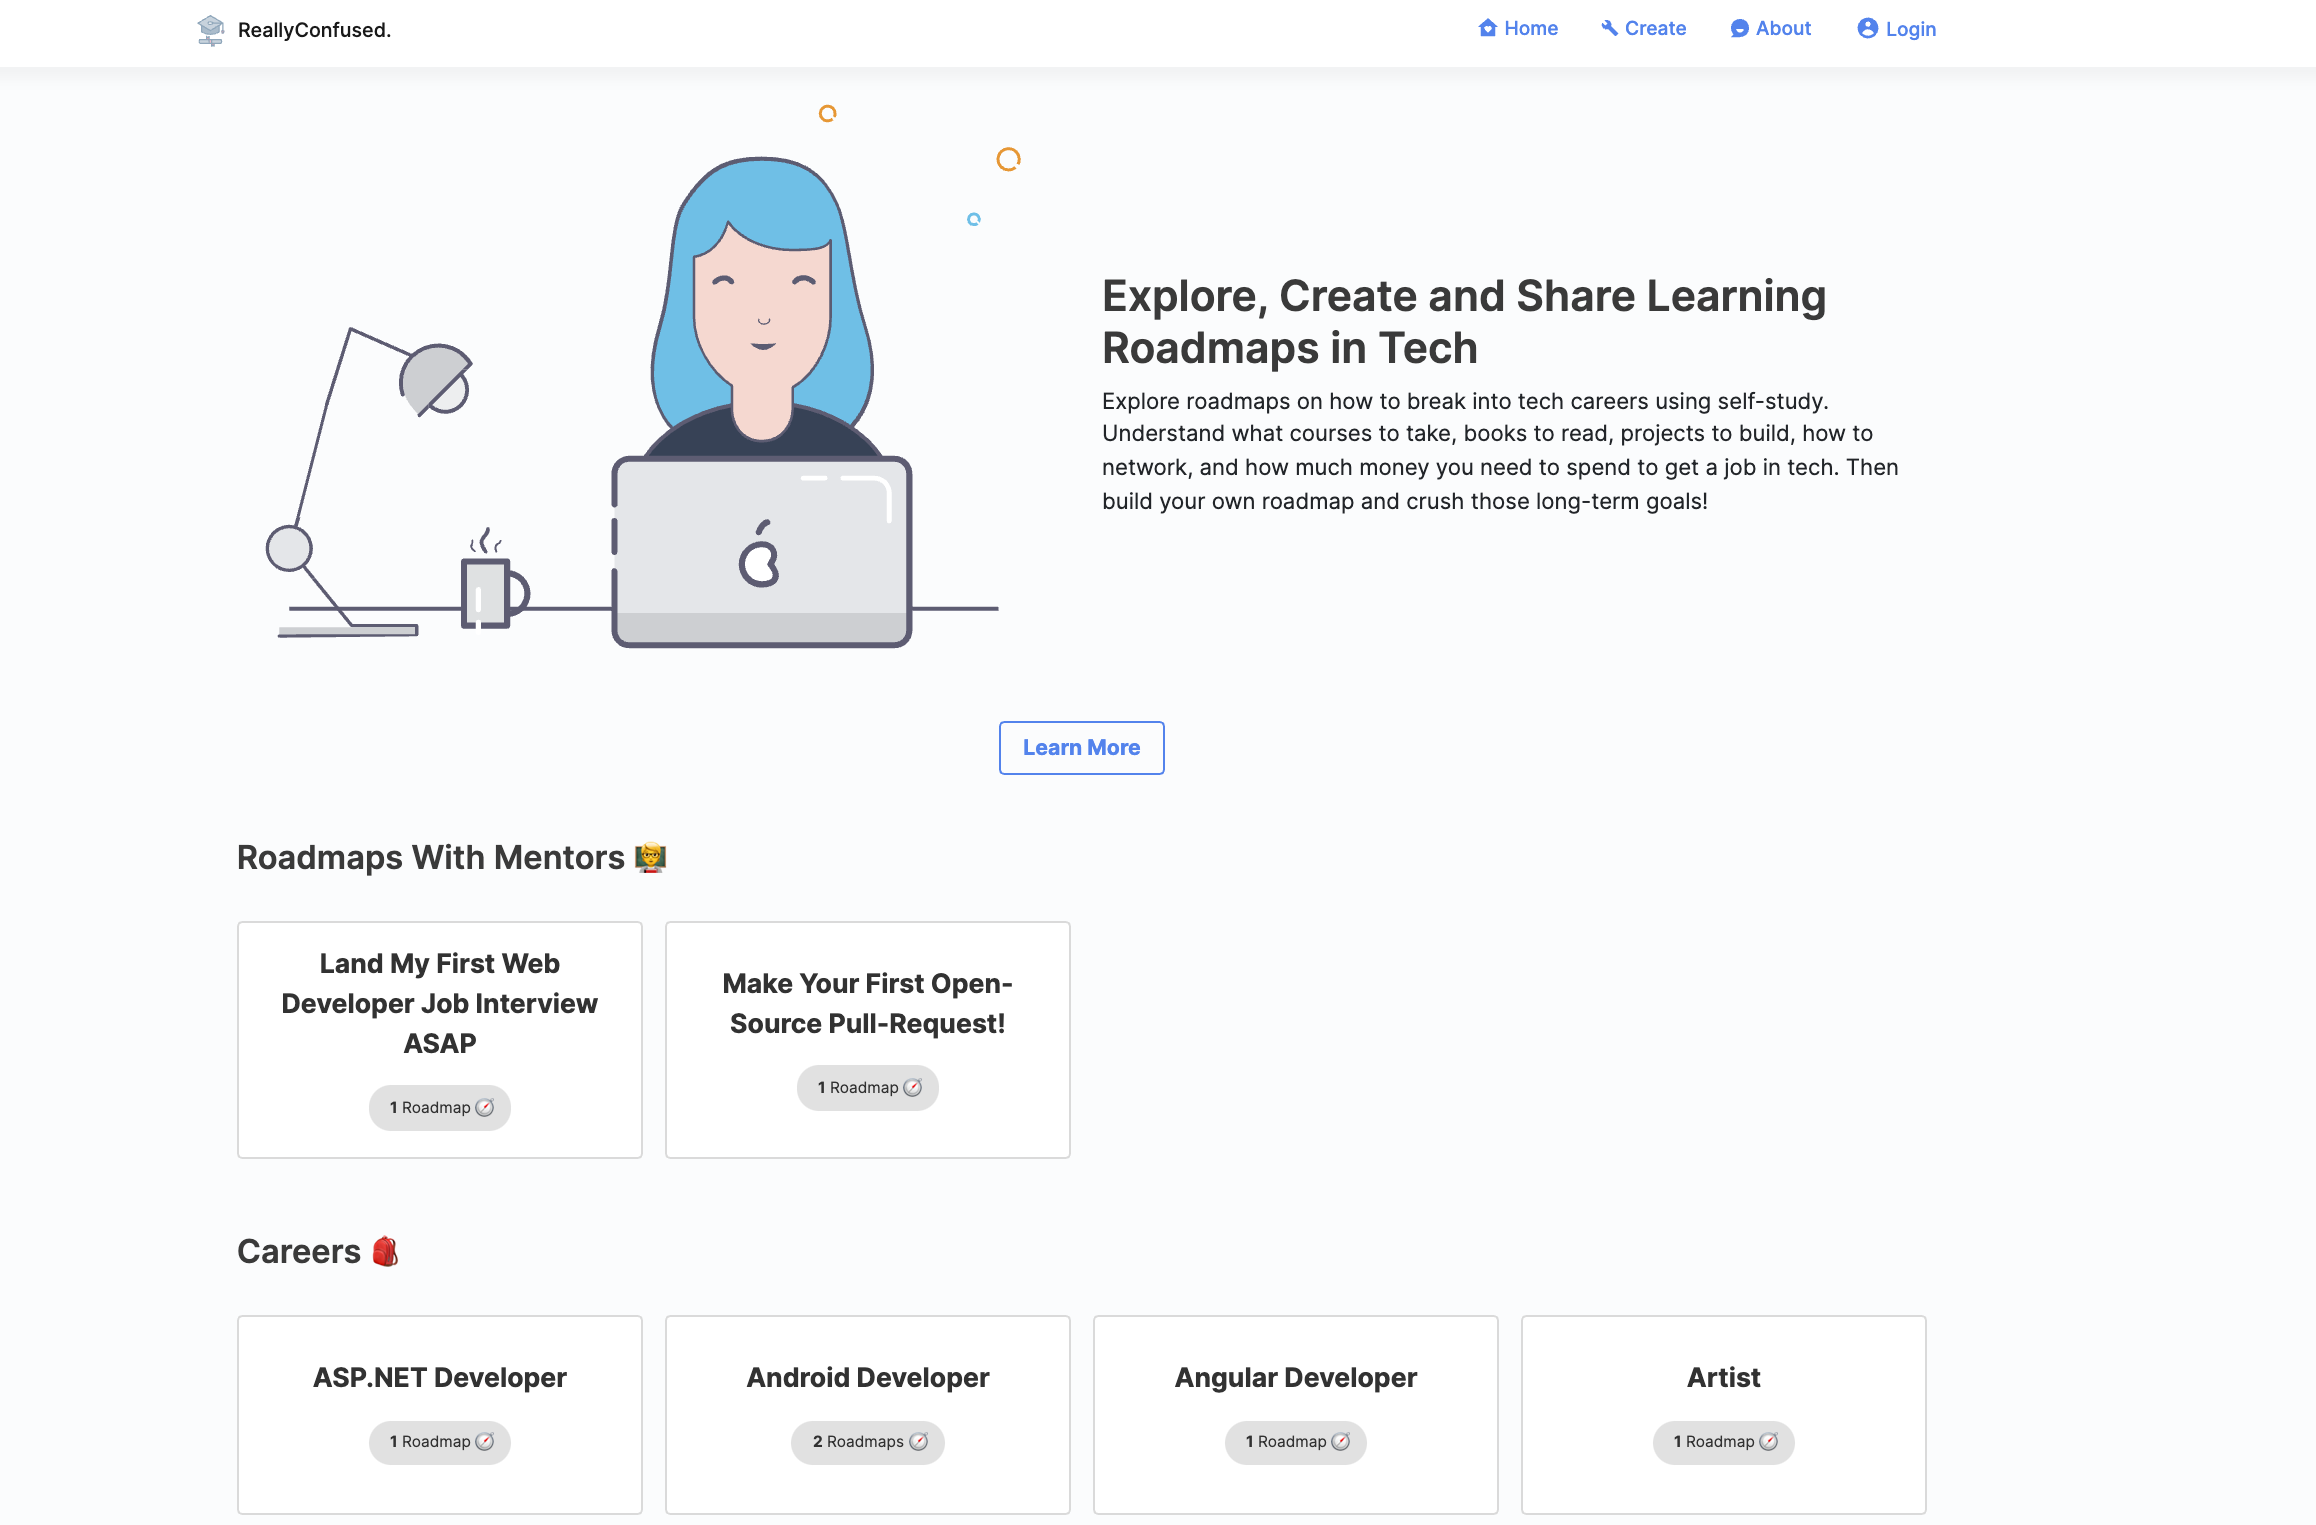 ReallyConfused.
Home
Create
About
Login
Explore, Create and Share Learning
Roadmaps in Tech
Explore roadmaps on how to break into tech careers using self-study.
Understand what courses to take, books to read, projects to build, how to
network, and how much money you need to spend to get a job in tech. Then
build your own roadmap and crush those long-term goals!
Learn More
Roadmaps With Mentors
Land My First Web
Developer Job Interview
ASAP
1 Roadmap
Make Your First Open-
Source Pull-Request!
1 Roadmap
Careers
ASP.NET Developer
1 Roadmap
Android Developer
2 Roadmaps
Angular Developer
1 Roadmap
Artist
1 Roadmap